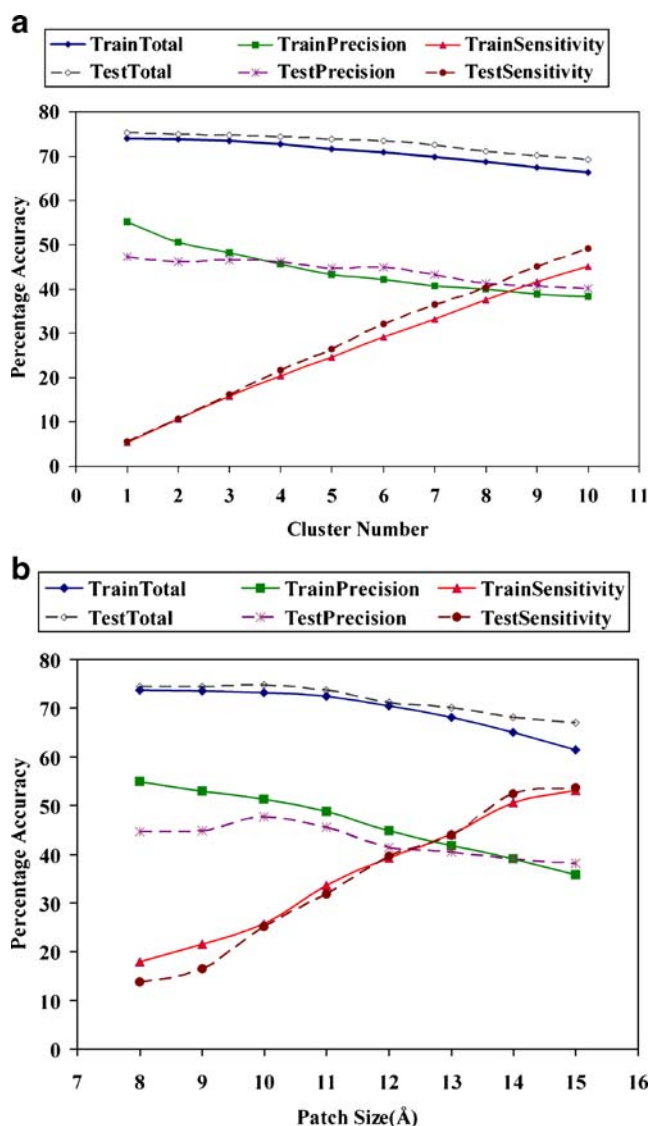 a
TrainTotal TrainPrecision TrainSensitivity
TestTotal TestPrecision TestSensitivity
80
70
60
50
40
30
20
10
0
Percentage Accuracy
0 1 2 3 4 5 6 7 8 9 10 11
Cluster Number
b
TrainTotal TrainPrecision TrainSensitivity
TestTotal TestPrecision TestSensitivity
80
70
60
50
40
30
20
10
0
Percentage Accuracy
7 8 9 10 11 12 13 14 15 16
Patch Size(Å)